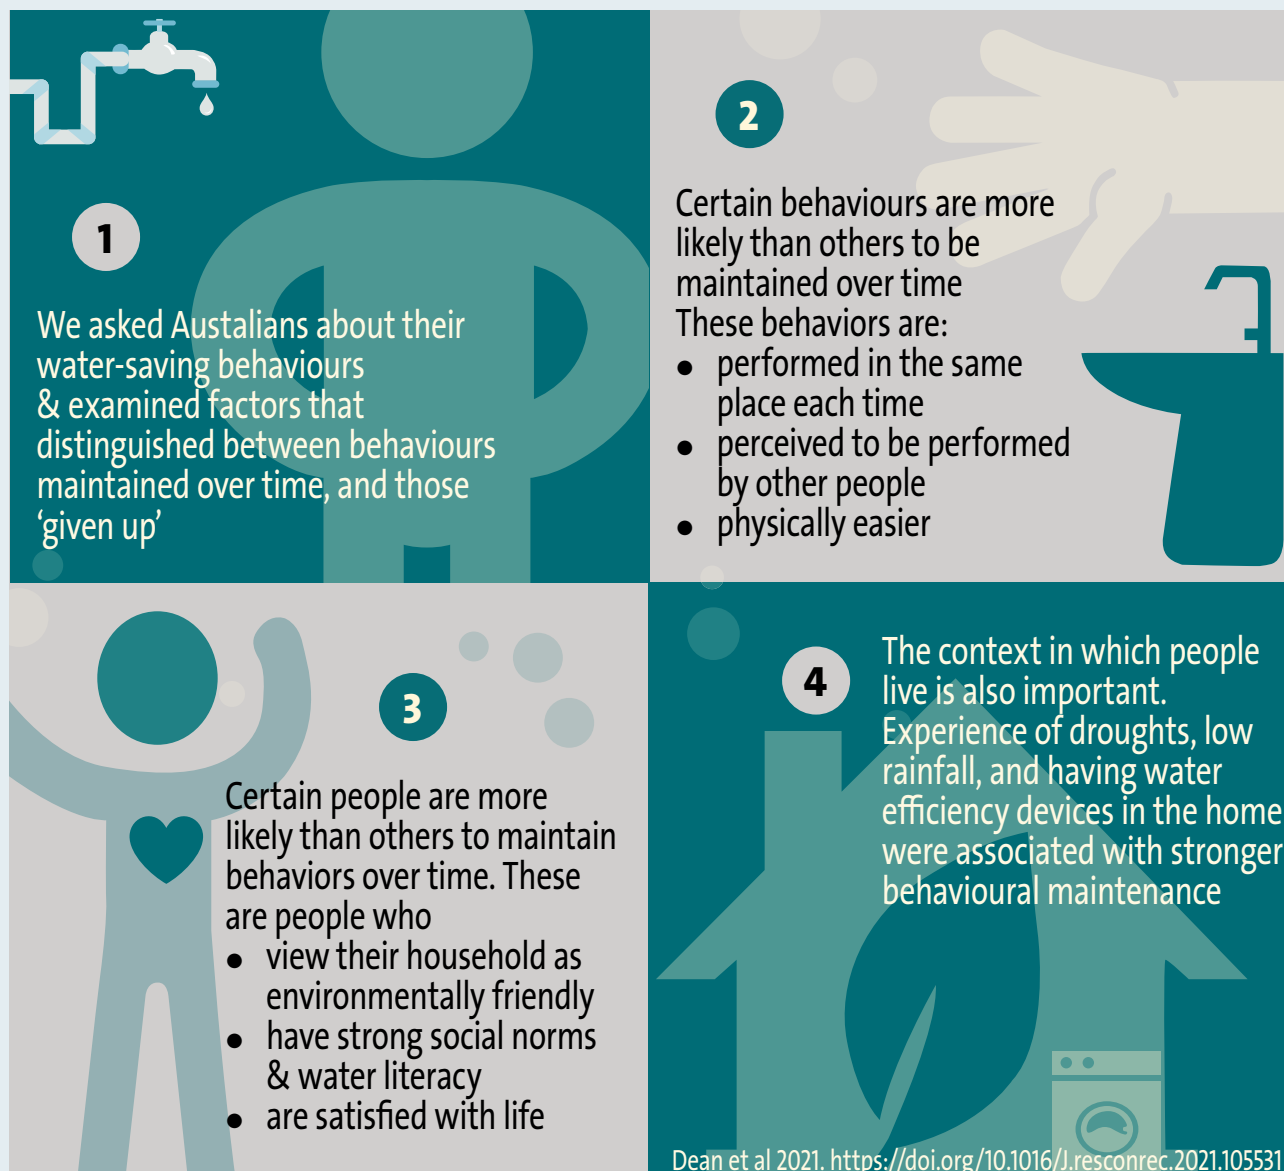 1
We asked Austalians about their
water-saving behaviours
& examined factors that
distinguished between behaviours
maintained over time, and those
‘given up’
2
Certain behaviours are more
likely than others to be
maintained over time
These behaviors are:
● performed in the same
place each time
● perceived to be performed
by other people
● physically easier
3
Certain people are more
likely than others to maintain
behaviors over time. These
are people who
● view their household as
environmentally friendly
● have strong social norms
& water literacy
● are satisfied with life
4
The context in which people
live is also important.
Experience of droughts, low
rainfall, and having water
efficiency devices in the home
were associated with stronger
behavioural maintenance
Dean et al 2021. https://doi.org/10.1016/J.resconrec.2021.105531